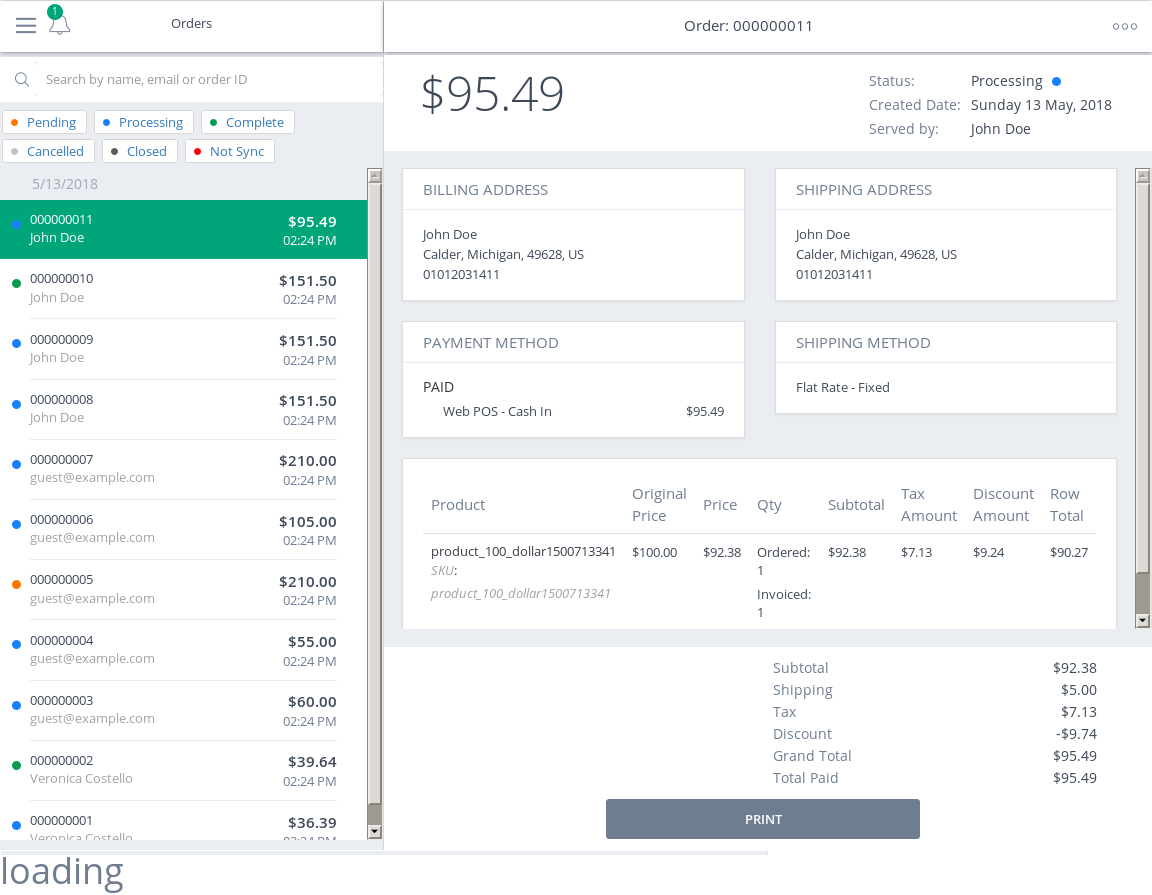 1
Orders
Order: 000000011
Search by name, email or order ID
Pending
Processing
Complete
Cancelled
Closed
Not Sync
5/13/2018
000000011 $95.49
John Doe 02:24 PM
000000010 $151.50
John Doe 02:24 PM
000000009 $151.50
John Doe 02:24 PM
000000008 $151.50
John Doe 02:24 PM
000000007 $210.00
guest@example.com 02:24 PM
000000006 $105.00
guest@example.com 02:24 PM
000000005 $210.00
guest@example.com 02:24 PM
000000004 $55.00
guest@example.com 02:24 PM
000000003 $60.00
guest@example.com 02:24 PM
000000002 $39.64
Veronica Costello 02:24 PM
000000001 $36.39
Veronica Costello 02:24 PM
$95.49
Status: Processing
Created Date: Sunday 13 May, 2018
Served by: John Doe
BILLING ADDRESS
John Doe
Calder, Michigan, 49628, US
01012031411
SHIPPING ADDRESS
John Doe
Calder, Michigan, 49628, US
01012031411
PAYMENT METHOD
PAID
Web POS - Cash In $95.49
SHIPPING METHOD
Flat Rate - Fixed
Product Original Price Price Qty Subtotal Tax Amount Discount Amount Row Total
product_100_dollar1500713341 $100.00 $92.38 Ordered: $92.38 $7.13 $9.24 $90.27
SKU: 1
product_100_dollar1500713341 Invoiced:
1
Subtotal $92.38
Shipping $5.00
Tax $7.13
Discount -$9.74
Grand Total $95.49
Total Paid $95.49
PRINT
loading